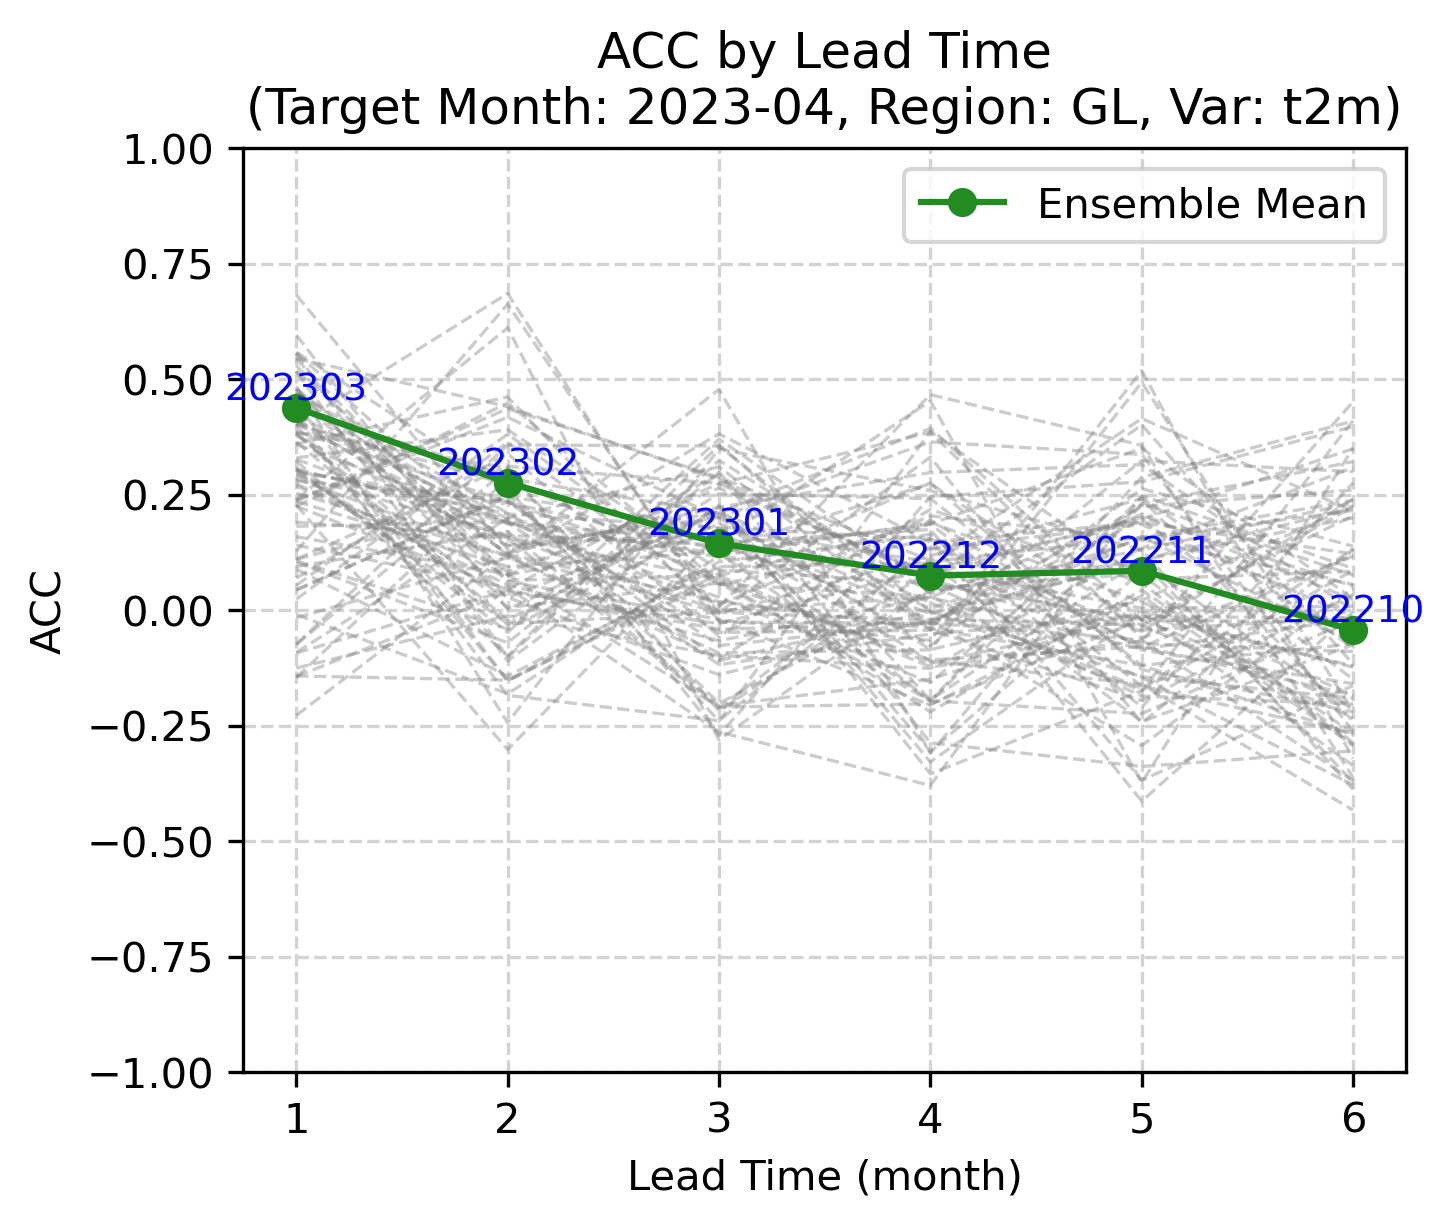 ACC by Lead Time
(Target Month: 2023-04, Region: GL, Var: t2m)
Ensemble Mean
1.00
0.75
0.50
0.25
0.00
−0.25
−0.50
−0.75
−1.00
ACC
202303
202302
202301
202212
202211
202210
1 2 3 4 5 6
Lead Time (month)